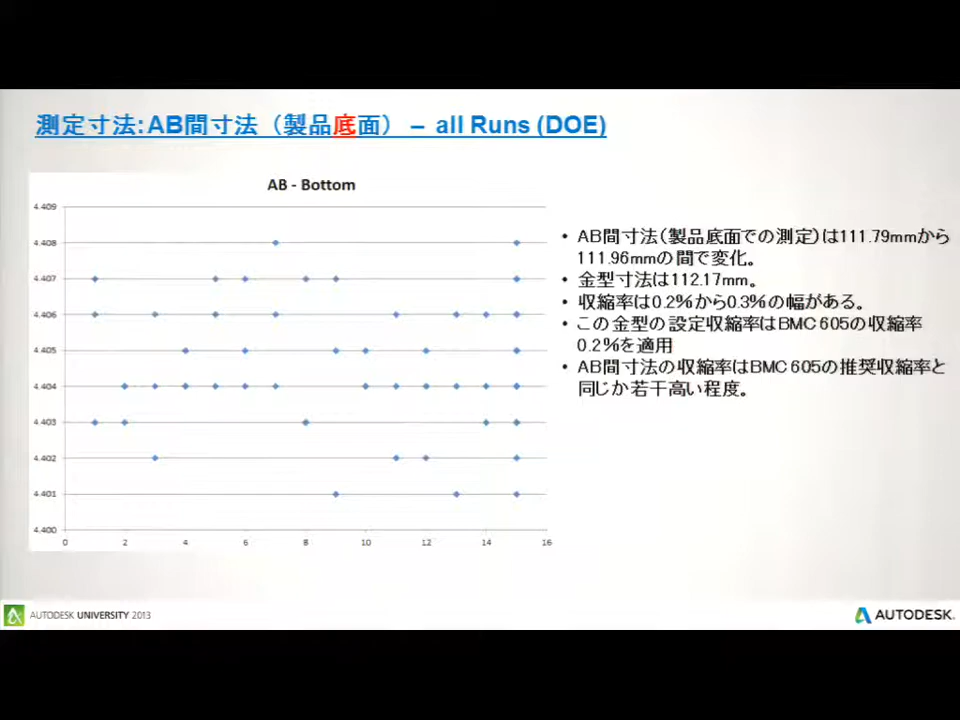 測定寸法:AB間寸法（製品底面） – all Runs (DOE)
AB - Bottom
4.409
4.408
4.407
4.406
4.405
4.404
4.403
4.402
4.401
4.400
0 2 4 6 8 10 12 14 16
• AB間寸法（製品底面での測定）は111.79mmから
111.96mmの間で変化。
• 金型寸法は112.17mm。
• 収縮率は0.2%から0.3%の幅がある。
• この金型の設定収縮率はBMC 605の収縮率
0.2%を適用
• AB間寸法の収縮率はBMC 605の推奨収縮率と
同じか若干高い程度。
AUTODESK UNIVERSITY 2013
AUTODESK.